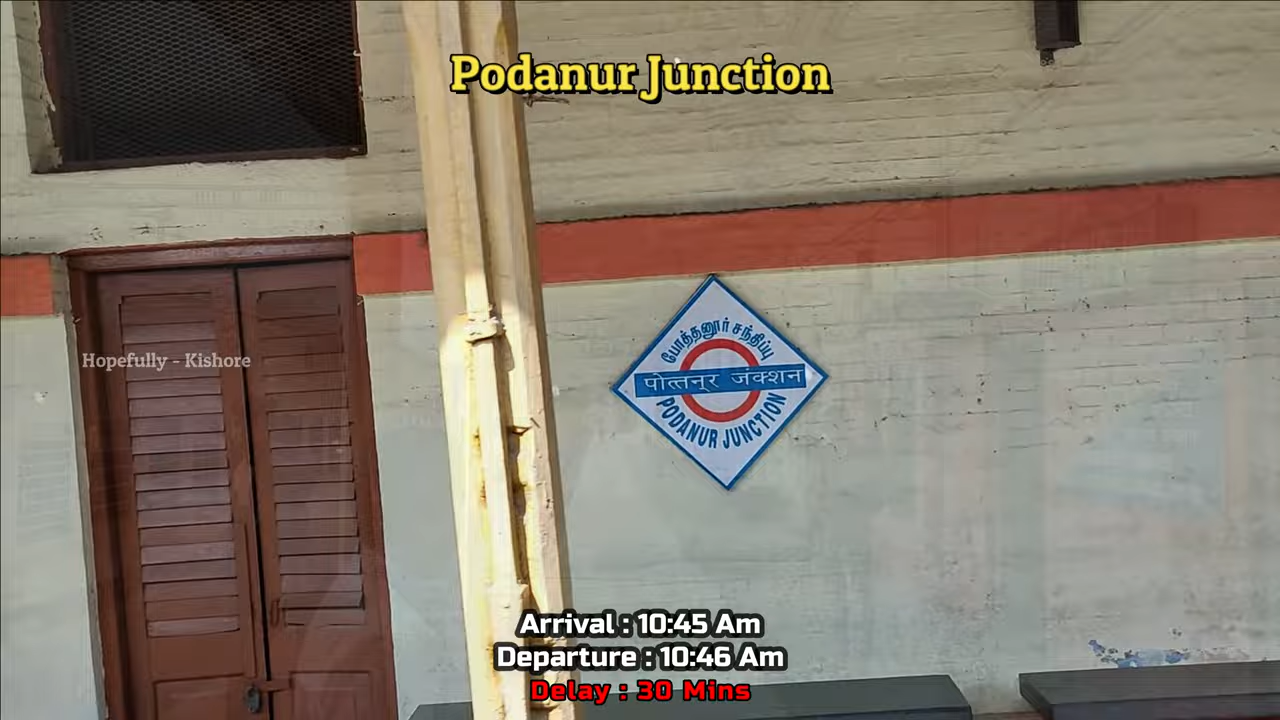 Podanur Junction
Hopefully - Kishore
போத்தனூர் சந்திப்பு
पोत्तनूर जंक्शन
PODANUR JUNCTION
Arrival : 10:45 Am
Departure : 10:46 Am
Delay : 30 Mins